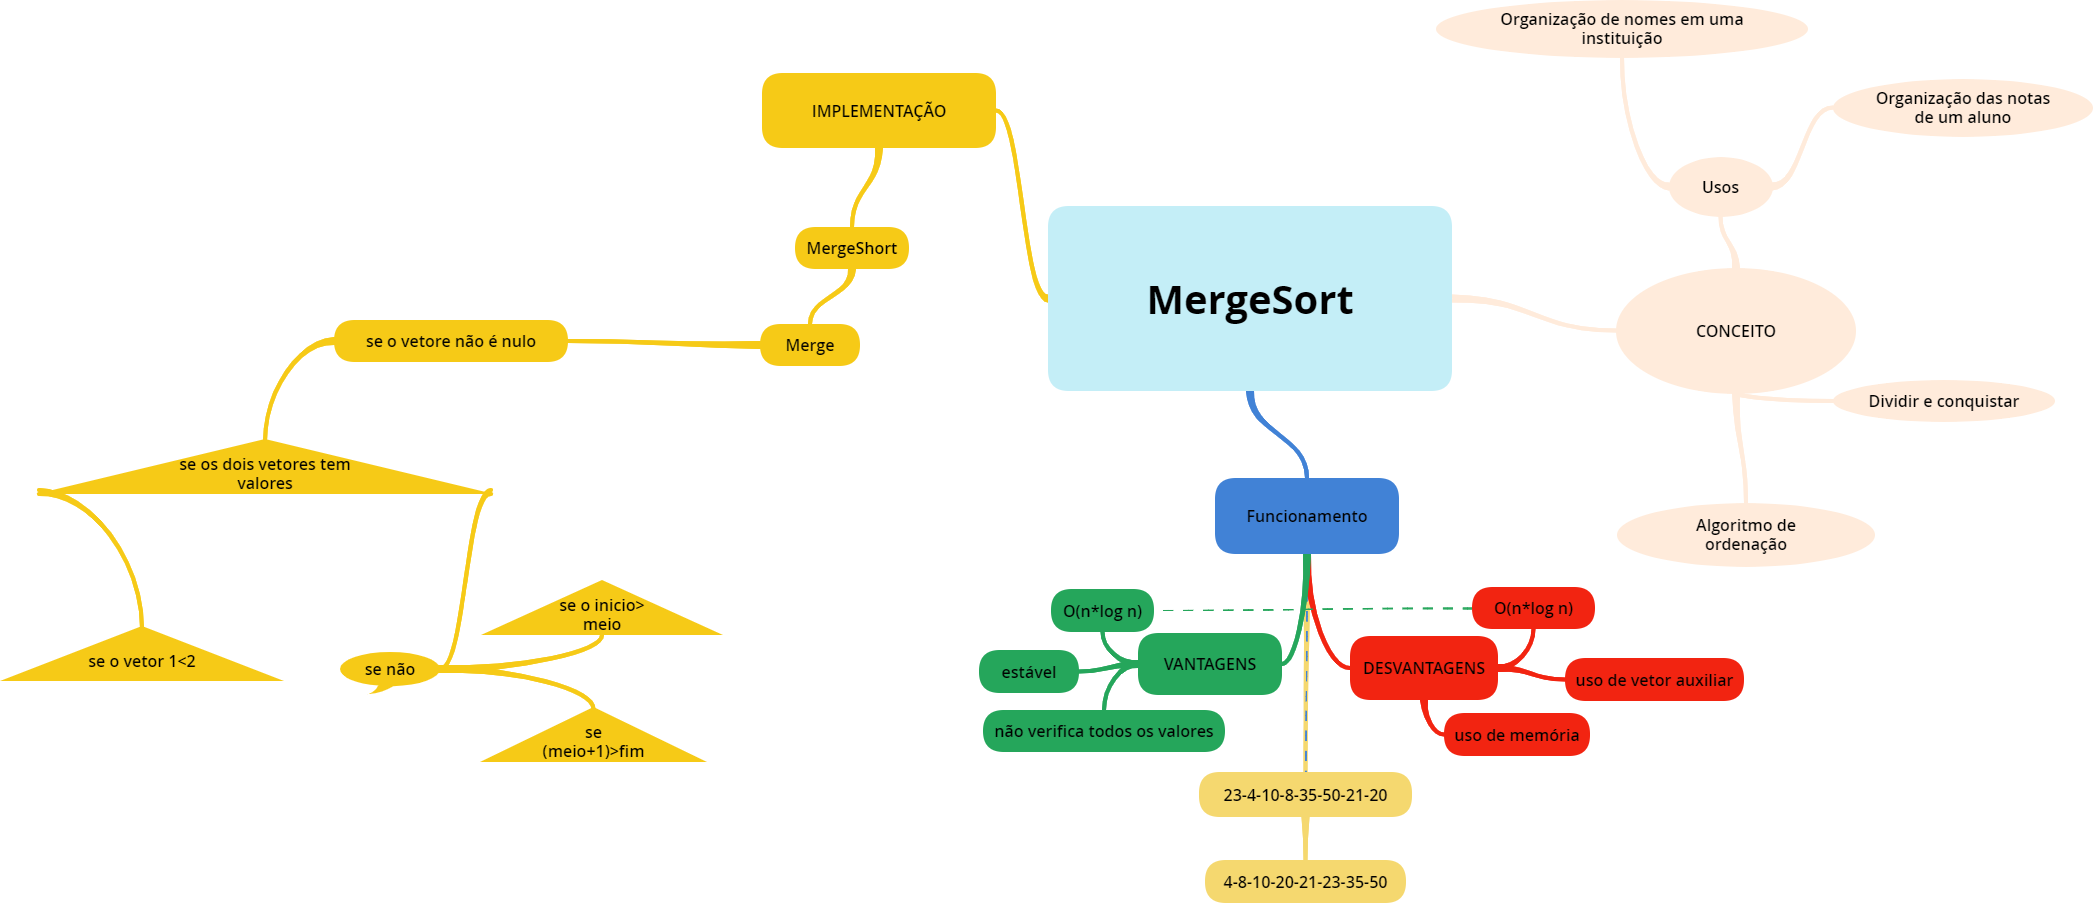 Organização de nomes em uma
instituição
Organização das notas
de um aluno
IMPLEMENTAÇÃO
Usos
MergeShort
MergeSort
CONCEITO
se o vetore não é nulo
Merge
Dividir e conquistar
se os dois vetores tem
valores
Funcionamento
Algoritmo de
ordenação
se o inicio>
meio
O(n*log n)
O(n*log n)
se o vetor 1<2
se não
estável
VANTAGENS
DESVANTAGENS
uso de vetor auxiliar
se
(meio+1)>fim
não verifica todos os valores
uso de memória
23-4-10-8-35-50-21-20
4-8-10-20-21-23-35-50